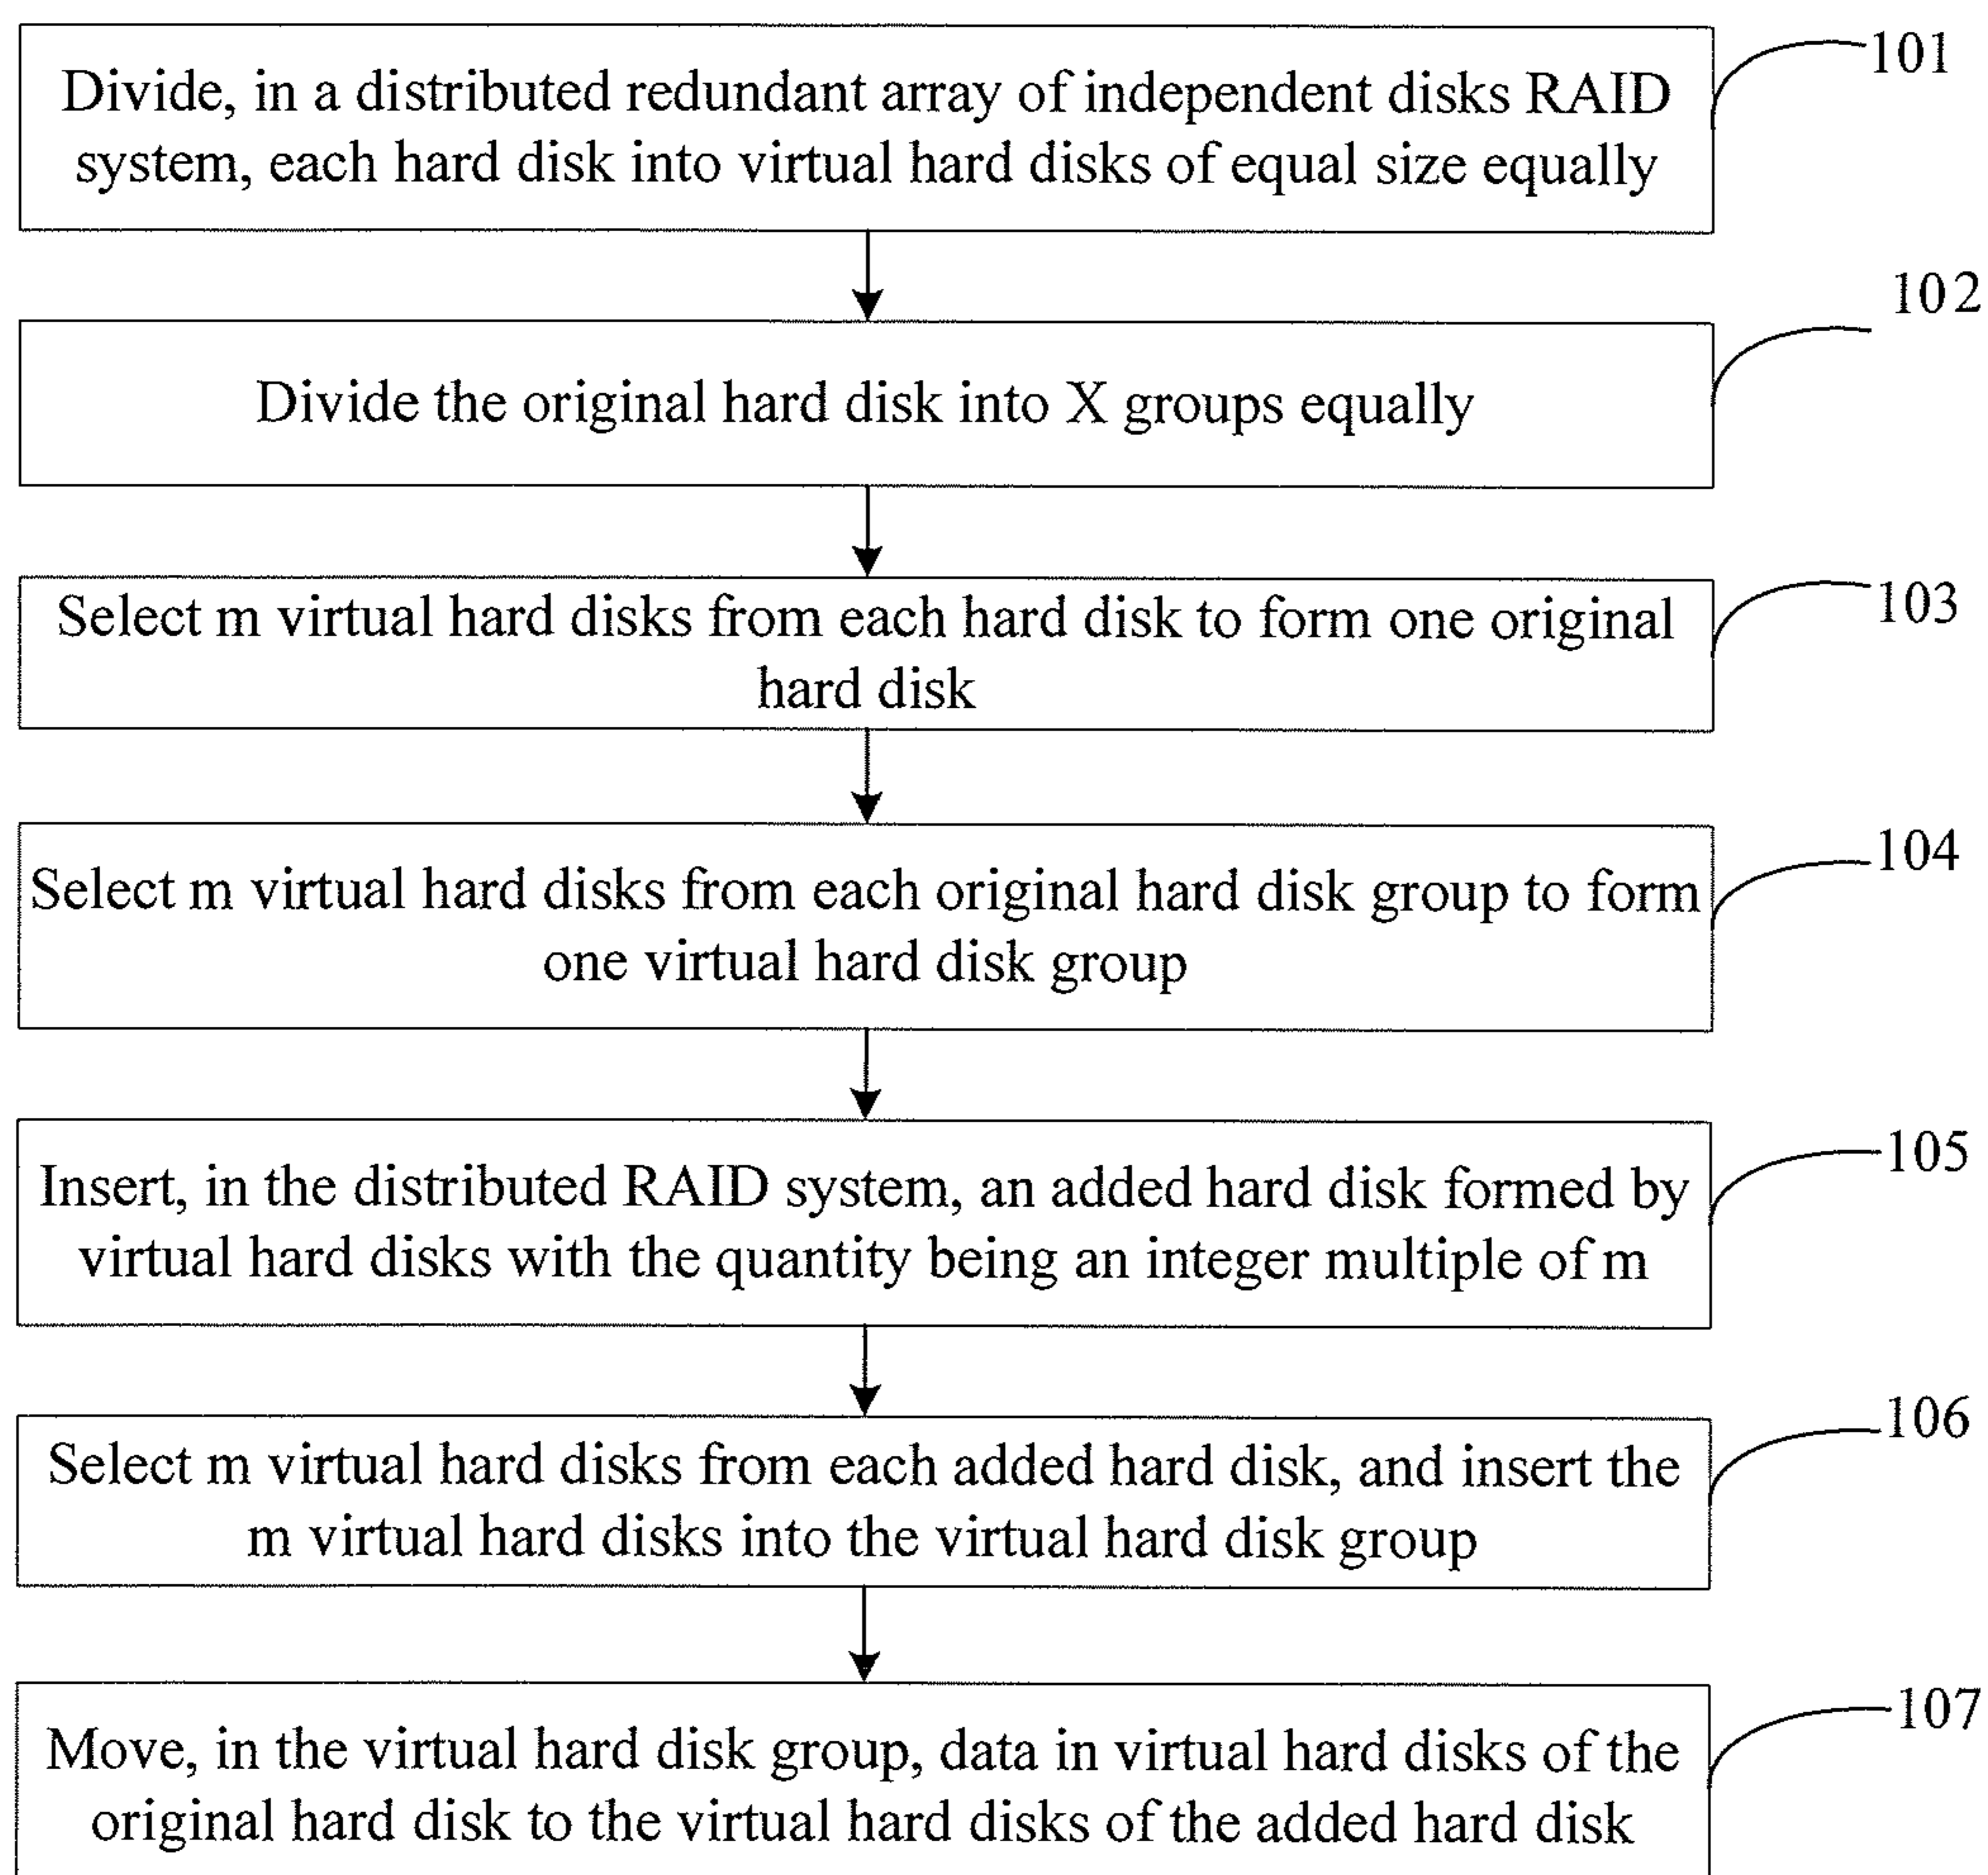 Divide, in a distributed redundant array of independent disks RAID
system, each hard disk into virtual hard disks of equal size equally
101
Divide the original hard disk into X groups equally
102
Select m virtual hard disks from each hard disk to form one original
hard disk
103
Select m virtual hard disks from each original hard disk group to form
one virtual hard disk group
104
Insert, in the distributed RAID system, an added hard disk formed by
virtual hard disks with the quantity being an integer multiple of m
105
Select m virtual hard disks from each added hard disk, and insert the
m virtual hard disks into the virtual hard disk group
106
Move, in the virtual hard disk group, data in virtual hard disks of the
original hard disk to the virtual hard disks of the added hard disk
107